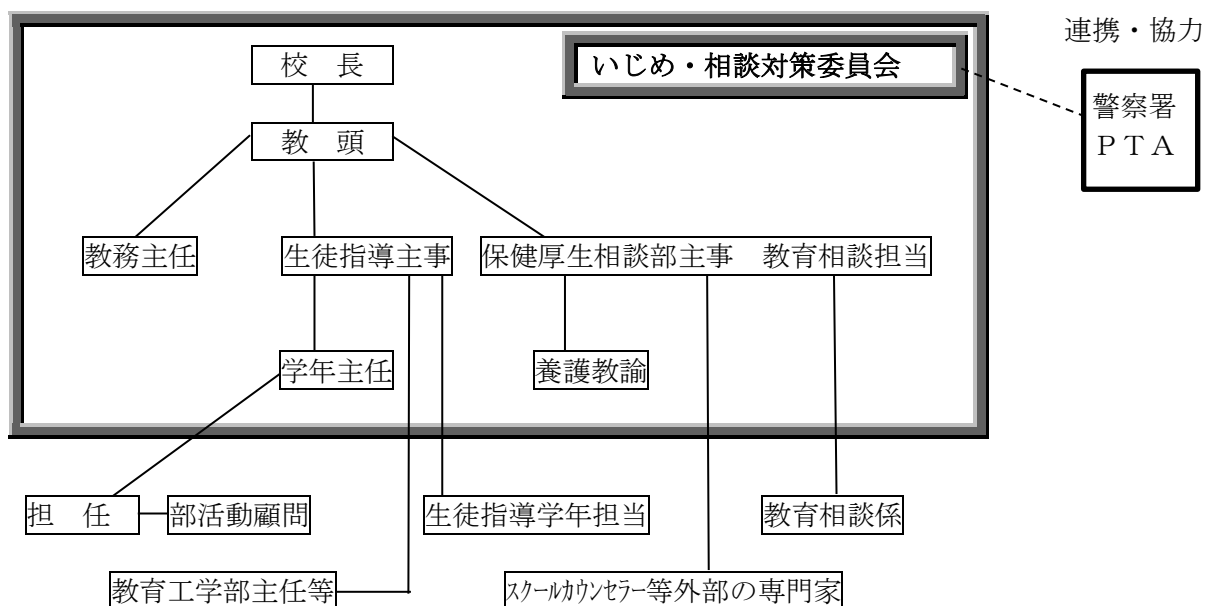 連携・協力
校　長
いじめ・相談対策委員会
警察署
ＰＴＡ
教　頭
教務主任
生徒指導主事
保健厚生相談部主事　教育相談担当
学年主任
養護教諭
担　任
部活動顧問
生徒指導学年担当
教育相談係
教育工学部主任等
ｽｸｰﾙｶｳﾝｾﾗｰ等外部の専門家